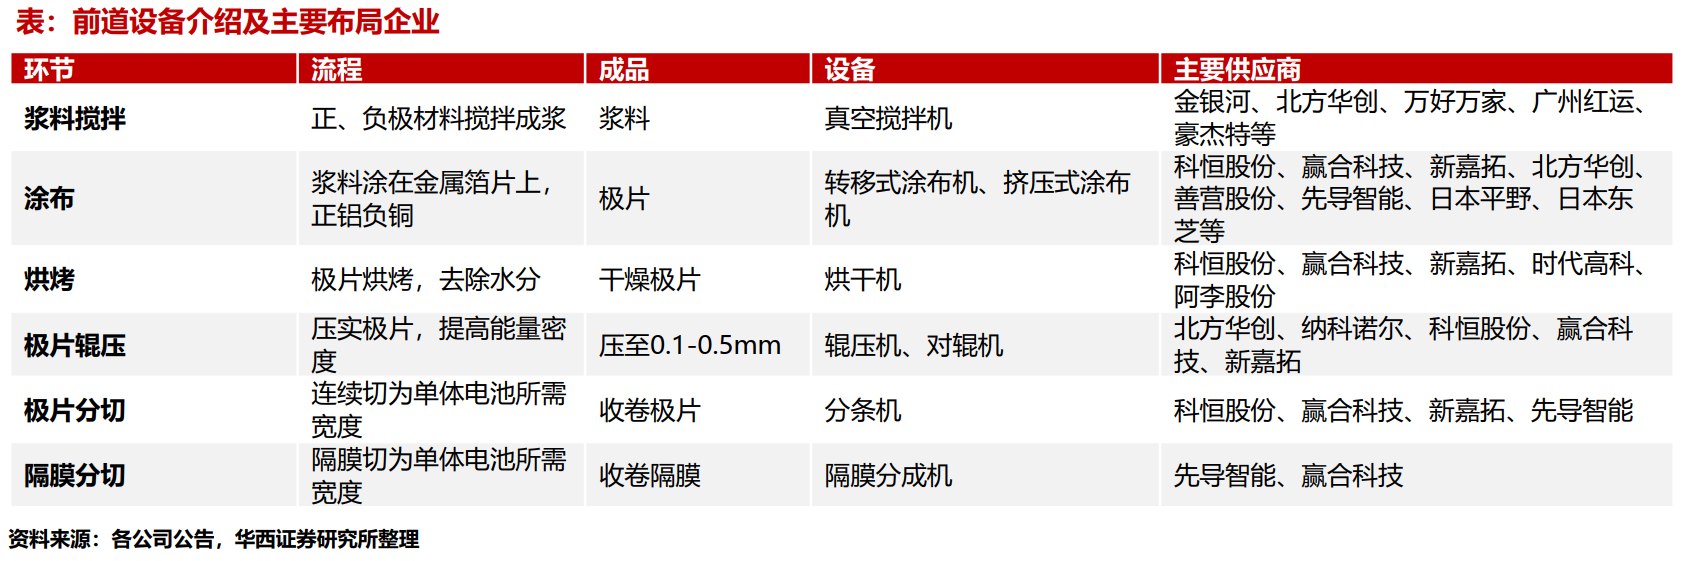 表：前道设备介绍及主要布局企业
环节 流程 成品 设备 主要供应商
浆料搅拌 正、负极材料搅拌成浆 浆料 真空搅拌机 金银河、北方华创、万好万家、广州红运、
豪杰特等
涂布 浆料涂在金属箔片上，
正铝负铜 极片 转移式涂布机、挤压式涂布
机 科恒股份、赢合科技、新嘉拓、北方华创、
善营股份、先导智能、日本平野、日本东
芝等
烘烤 极片烘烤，去除水分 干燥极片 烘干机 科恒股份、赢合科技、新嘉拓、时代高科、
阿李股份
极片辊压 压实极片，提高能量密
度 压至0.1-0.5mm 辊压机、对辊机 北方华创、纳科诺尔、科恒股份、赢合科
技、新嘉拓
极片分切 连续切为单体电池所需
宽度 收卷极片 分条机 科恒股份、赢合科技、新嘉拓、先导智能
隔膜分切 隔膜切为单体电池所需
宽度 收卷隔膜 隔膜分成机 先导智能、赢合科技
资料来源：各公司公告，华西证券研究所整理